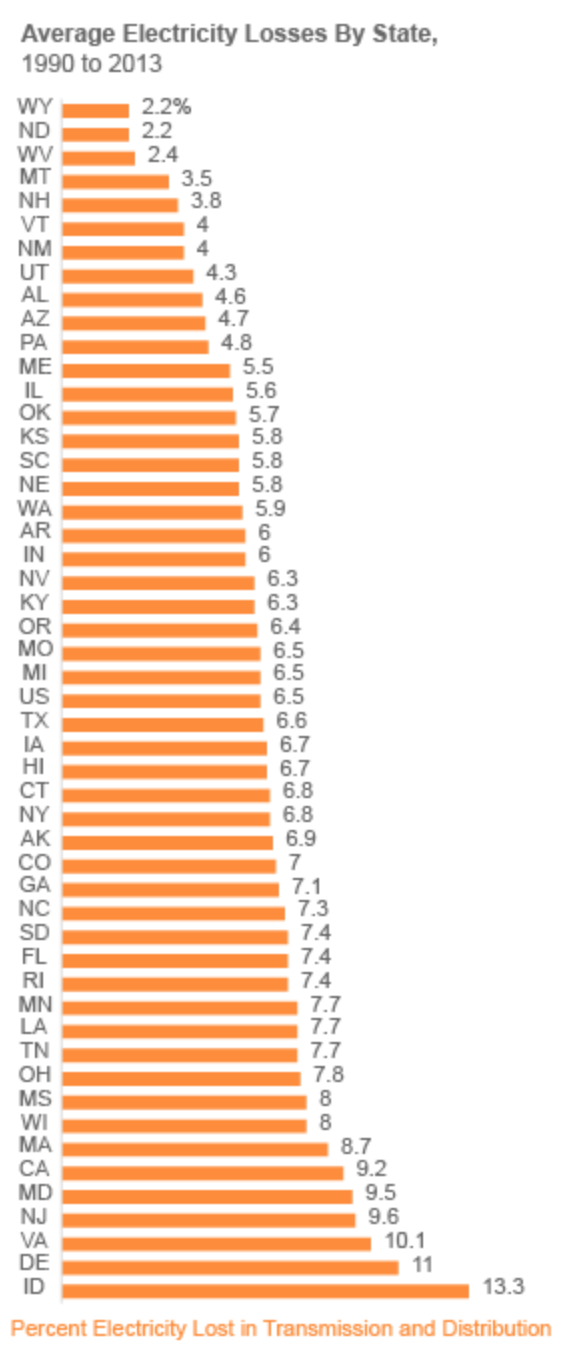 Average Electricity Losses By State,
1990 to 2013
WY 2.2%
ND 2.2
WV 2.4
MT 3.5
NH 3.8
VT 4
NM 4
UT 4.3
AL 4.6
AZ 4.7
PA 4.8
ME 5.5
IL 5.6
OK 5.7
KS 5.8
SC 5.8
NE 5.8
WA 5.9
AR 6
IN 6
NV 6.3
KY 6.3
OR 6.4
MO 6.5
MI 6.5
US 6.5
TX 6.6
IA 6.7
HI 6.7
CT 6.8
NY 6.8
AK 6.9
CO 7
GA 7.1
NC 7.3
SD 7.4
FL 7.4
RI 7.4
MN 7.7
LA 7.7
TN 7.7
OH 7.8
MS 8
WI 8
MA 8.7
CA 9.2
MD 9.5
NJ 9.6
VA 10.1
DE 11
ID 13.3
Percent Electricity Lost in Transmission and Distribution